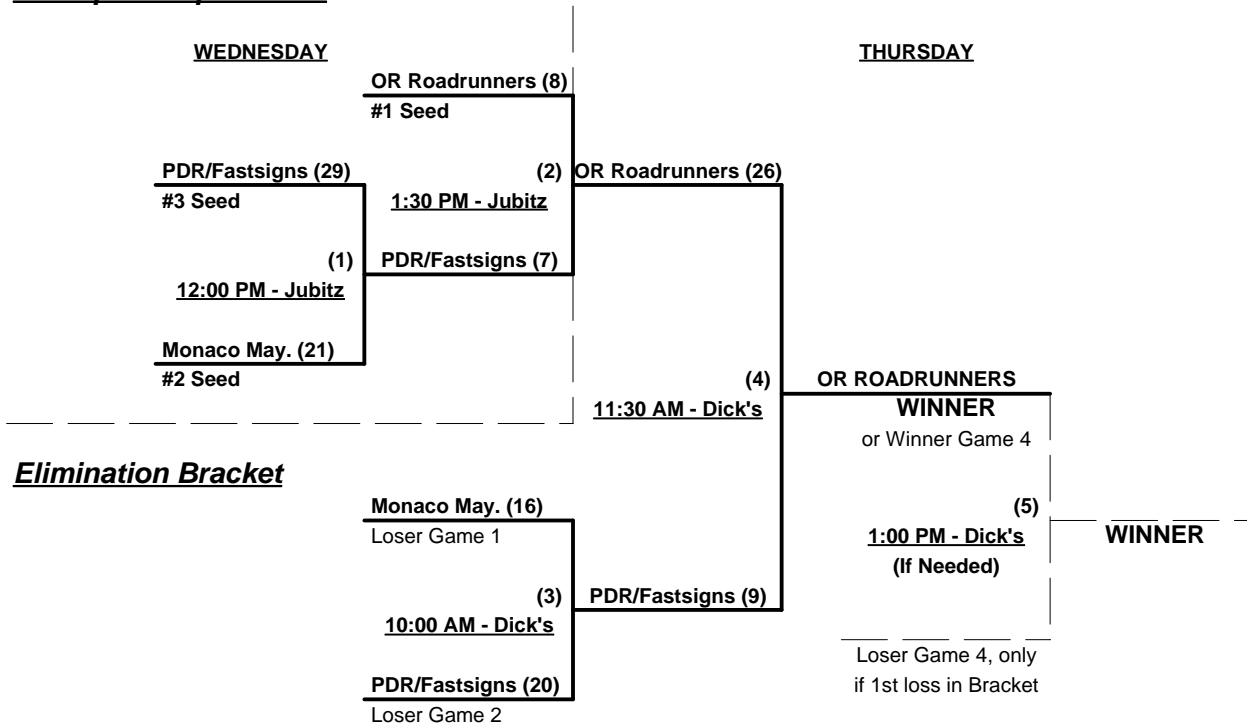 WEDNESDAY
THURSDAY
OR Roadrunners (8)
#1 Seed
PDR/Fastsigns (29)
(2)
OR Roadrunners (26)
#3 Seed
1:30 PM - Jubitz
(1)
PDR/Fastsigns (7)
12:00 PM - Jubitz
Monaco May. (21)
#2 Seed
(4)
OR ROADRUNNERS
11:30 AM - Dick's
WINNER
or Winner Game 4
Elimination Bracket
Monaco May. (16)
(5)
Loser Game 1
1:00 PM - Dick's
WINNER
(If Needed)
(3)
PDR/Fastsigns (9)
10:00 AM - Dick's
Loser Game 4, only
if 1st loss in Bracket
PDR/Fastsigns (20)
Loser Game 2